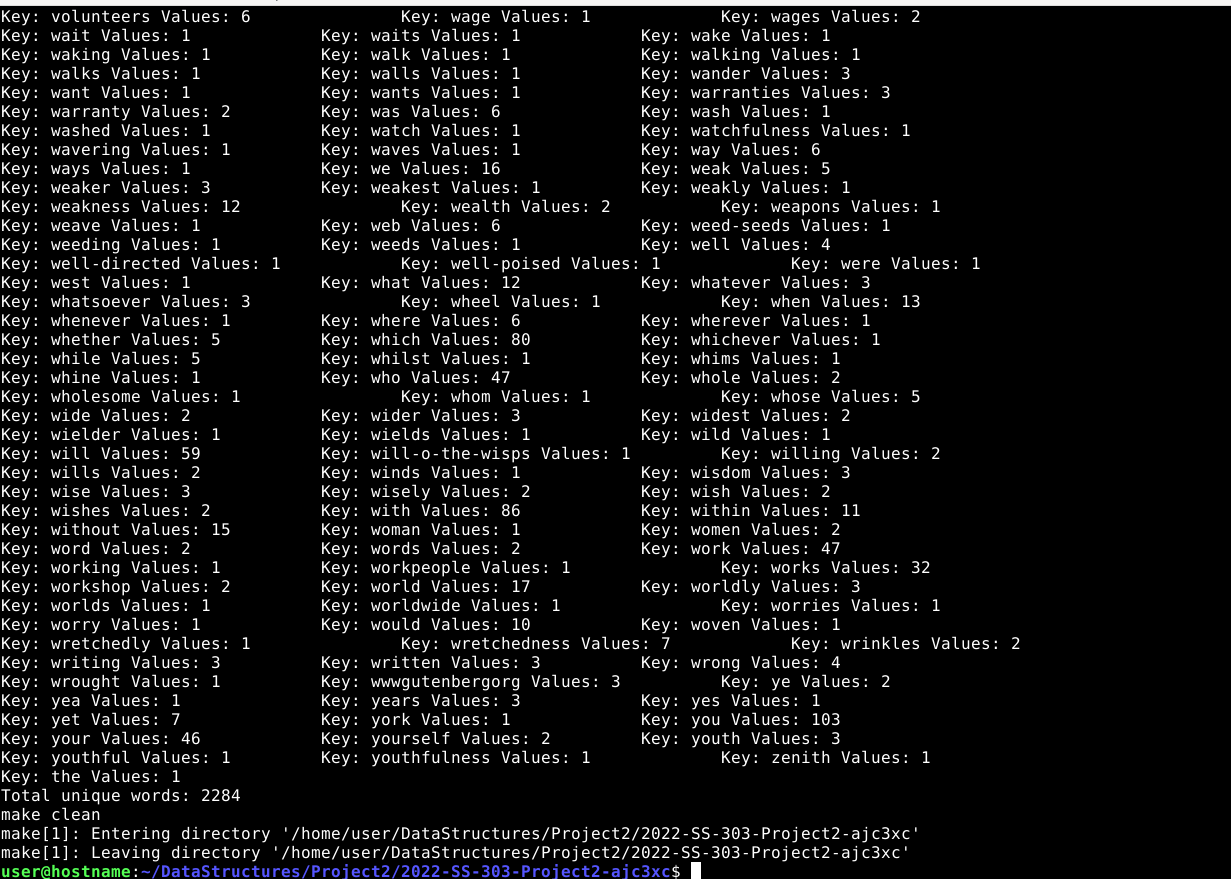 Key: volunteers Values: 6 Key: wage Values: 1 Key: wages Values: 2
Key: wait Values: 1 Key: waits Values: 1 Key: wake Values: 1
Key: waking Values: 1 Key: walk Values: 1 Key: walking Values: 1
Key: walks Values: 1 Key: walls Values: 1 Key: wander Values: 3
Key: want Values: 1 Key: wants Values: 1 Key: warranties Values: 3
Key: warranty Values: 2 Key: was Values: 6 Key: wash Values: 1
Key: washed Values: 1 Key: watch Values: 1 Key: watchfulness Values: 1
Key: wavering Values: 1 Key: waves Values: 1 Key: way Values: 6
Key: ways Values: 1 Key: we Values: 16 Key: weak Values: 5
Key: weaker Values: 3 Key: weakest Values: 1 Key: weakly Values: 1
Key: weakness Values: 12 Key: wealth Values: 2 Key: weapons Values: 1
Key: weave Values: 1 Key: web Values: 6 Key: weed-seeds Values: 1
Key: weeding Values: 1 Key: weeds Values: 1 Key: well Values: 4
Key: well-directed Values: 1 Key: well-poised Values: 1 Key: were Values: 1
Key: west Values: 1 Key: what Values: 12 Key: whatever Values: 3
Key: whatsoever Values: 3 Key: wheel Values: 1 Key: when Values: 13
Key: whenever Values: 1 Key: where Values: 6 Key: wherever Values: 1
Key: whether Values: 5 Key: which Values: 80 Key: whichever Values: 1
Key: while Values: 5 Key: whilst Values: 1 Key: whims Values: 1
Key: whine Values: 1 Key: who Values: 47 Key: whole Values: 2
Key: wholesome Values: 1 Key: whom Values: 1 Key: whose Values: 5
Key: wide Values: 2 Key: wider Values: 3 Key: widest Values: 2
Key: wielder Values: 1 Key: wields Values: 1 Key: wild Values: 1
Key: will Values: 59 Key: will-o-the-wisps Values: 1 Key: willing Values: 2
Key: wills Values: 2 Key: winds Values: 1 Key: wisdom Values: 3
Key: wise Values: 3 Key: wisely Values: 2 Key: wish Values: 2
Key: wishes Values: 2 Key: with Values: 86 Key: within Values: 11
Key: without Values: 15 Key: woman Values: 1 Key: women Values: 2
Key: word Values: 2 Key: words Values: 2 Key: work Values: 47
Key: working Values: 1 Key: workpeople Values: 1 Key: works Values: 32
Key: workshop Values: 2 Key: world Values: 17 Key: worldly Values: 3
Key: worlds Values: 1 Key: worldwide Values: 1 Key: worries Values: 1
Key: worry Values: 1 Key: would Values: 10 Key: woven Values: 1
Key: wretchedly Values: 1 Key: wretchedness Values: 7 Key: wrinkles Values: 2
Key: writing Values: 3 Key: written Values: 3 Key: wrong Values: 4
Key: wrought Values: 1 Key: wwwgutenbergorg Values: 3 Key: ye Values: 2
Key: yea Values: 1 Key: years Values: 3 Key: yes Values: 1
Key: yet Values: 7 Key: york Values: 1 Key: you Values: 103
Key: your Values: 46 Key: yourself Values: 2 Key: youth Values: 3
Key: youthful Values: 1 Key: youthfulness Values: 1 Key: zenith Values: 1
Key: the Values: 1
Total unique words: 2284
make clean
make[1]: Entering directory '/home/user/DataStructures/Project2/2022-SS-303-Project2-ajc3xc'
make[1]: Leaving directory '/home/user/DataStructures/Project2/2022-SS-303-Project2-ajc3xc'
user@hostname:~/DataStructures/Project2/2022-SS-303-Project2-ajc3xc$